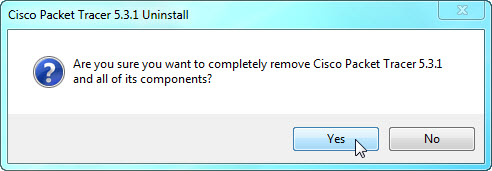 Cisco Packet Tracer 5.3.1 Uninstall
Are you sure you want to completely remove Cisco Packet Tracer 5.3.1
and all of its components?
Yes
No